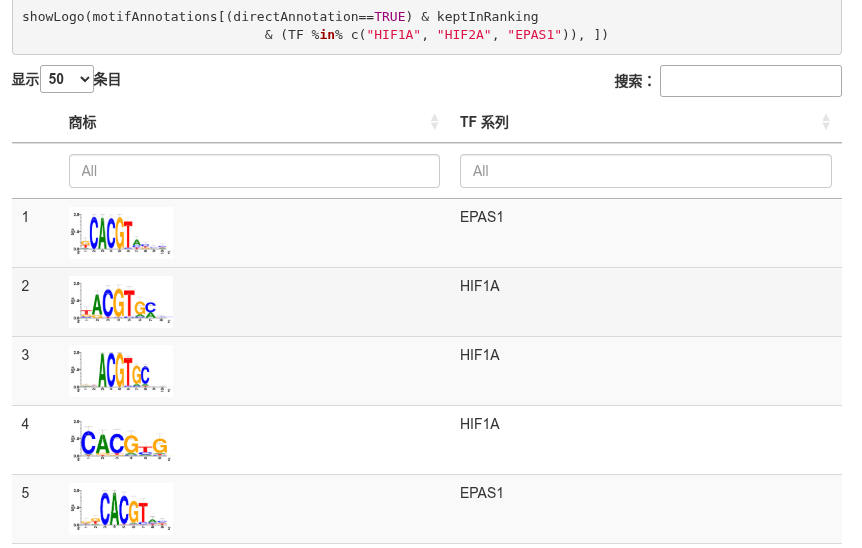 showLogo(motifAnnotations[(directAnnotation==TRUE) & keptInRanking
& (TF %in% c("HIF1A", "HIF2A", "EPAS1")), ])
显示 50 条目
搜索：
商标 TF 系列
All All
1 CACGT EPAS1
2 TACGTGC HIF1A
3 ACGTGC HIF1A
4 CACGTG HIF1A
5 CACGT EPAS1